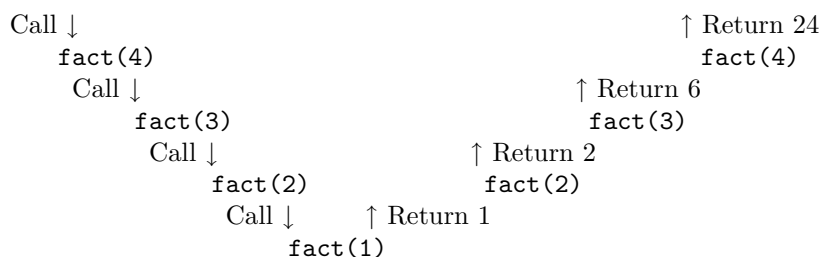 Call ↓ ↑ Return 24
fact(4) fact(4)
Call ↓ ↑ Return 6
fact(3) fact(3)
Call ↓ ↑ Return 2
fact(2) fact(2)
Call ↓ ↑ Return 1
fact(1)